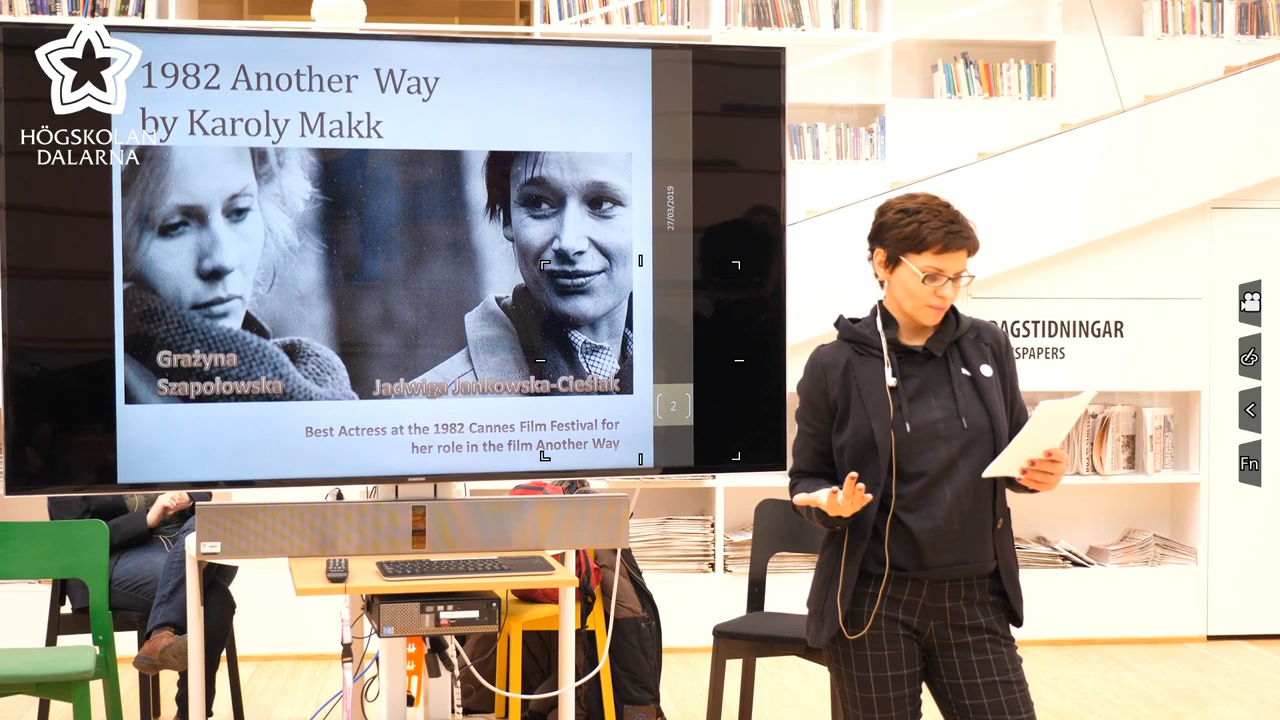 HÖGSKOLAN
DALARNA
1982 Another Way
by Karoly Makk
27/03/2019
Grażyna
Szapołowska
Jadwiga Jankowska-Cieślak
2
Best Actress at the 1982 Cannes Film Festival for
her role in the film Another Way
SAMSUNG
DAGSTIDNINGAR
SPAPERS
Fn